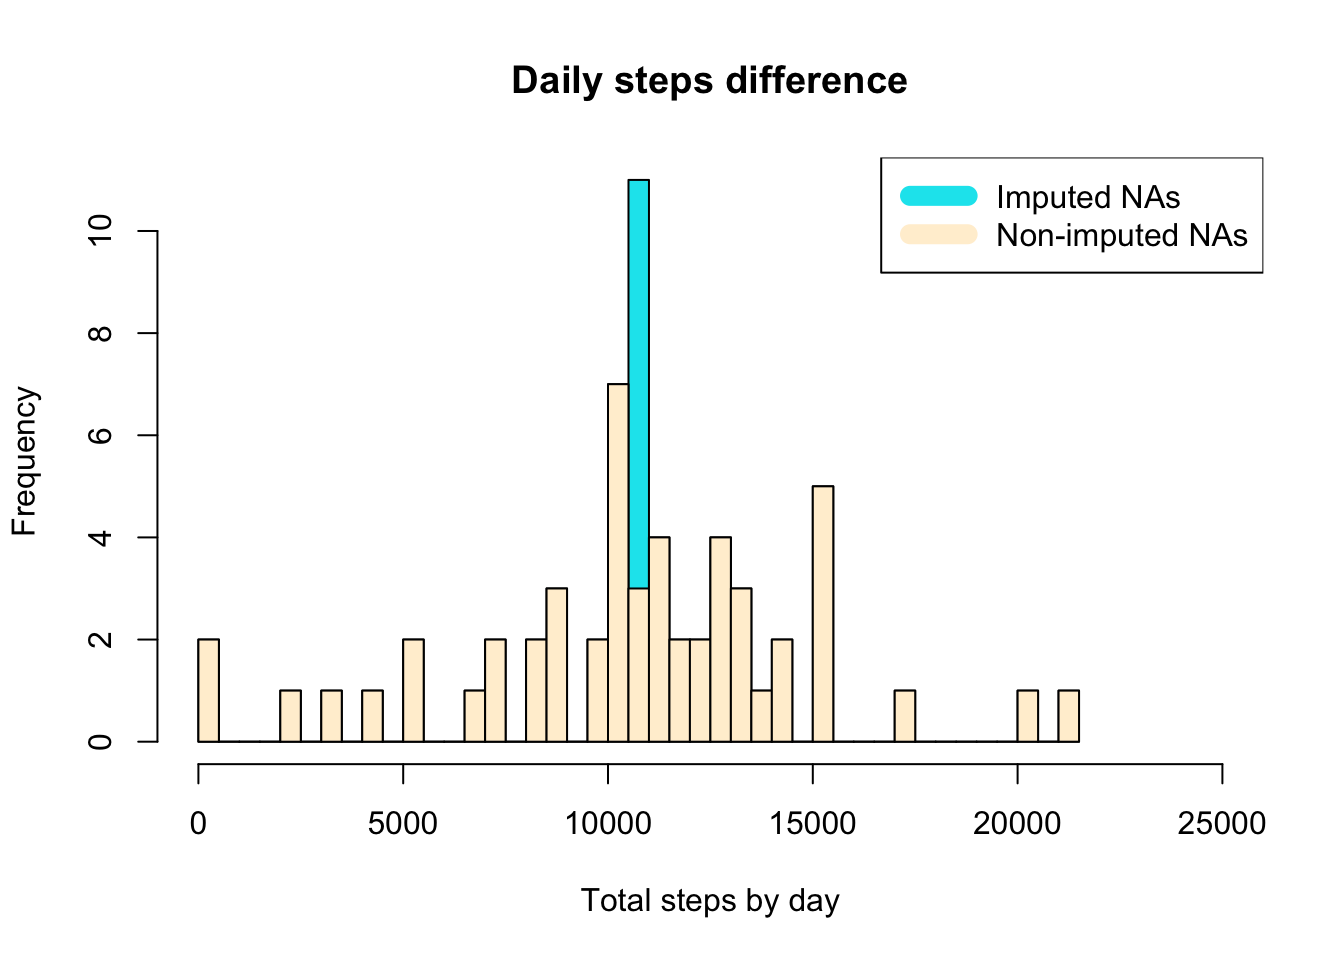 Daily steps difference
Imputed NAs
Non-imputed NAs
Frequency
10
8
6
4
2
0
0 5000 10000 15000 20000 25000
Total steps by day